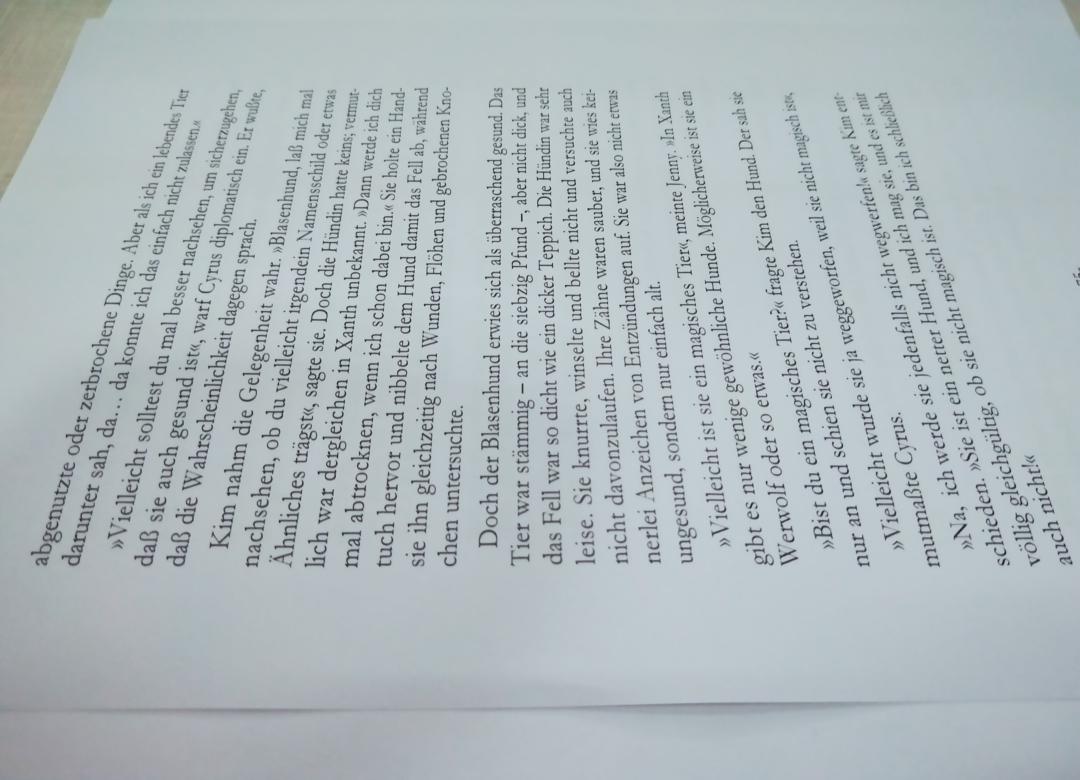 abgenutzte oder zerbrochene Dinge. Aber als ich ein lebendes Tier
darunter sah, da... da konnte ich das einfach nicht zulassen.«
»Vielleicht solltest du mal besser nachsehen, um sicherzugehen,
daß sie auch gesund ist«, warf Cyrus diplomatisch ein. Er wußte,
daß die Wahrscheinlichkeit dagegen sprach.
Kim nahm die Gelegenheit wahr. »Blasenhund, laß mich mal
nachsehen, ob du vielleicht irgendein Namensschild oder etwas
Ähnliches trägst«, sagte sie. Doch die Hündin hatte keins; vermut-
lich war dergleichen in Xanth unbekannt. »Dann werde ich dich
mal abtrocknen, wenn ich schon dabei bin.« Sie holte ein Hand-
tuch hervor und nibbelte dem Hund damit das Fell ab, während
sie ihn gleichzeitig nach Wunden, Flöhen und gebrochenen Kno-
chen untersuchte.
Doch der Blasenhund erwies sich als überraschend gesund. Das
Tier war stämmig – an die siebzig Pfund –, aber nicht dick, und
das Fell war so dicht wie ein dicker Teppich. Die Hündin war sehr
leise. Sie knurrte, winselte und bellte nicht und versuchte auch
nicht davonzulaufen. Ihre Zähne waren sauber, und sie wies kei-
nerlei Anzeichen von Entzündungen auf. Sie war also nicht etwas
ungesund, sondern nur einfach alt.
»Vielleicht ist sie ein magisches Tier«, meinte Jenny. »In Xanth
gibt es nur wenige gewöhnliche Hunde. Möglicherweise ist sie ein
Werwolf oder so etwas.«
»Bist du ein magisches Tier?« fragte Kim den Hund. Der sah sie
nur an und schien sie nicht zu verstehen.
»Vielleicht wurde sie ja weggeworfen, weil sie nicht magisch ist«,
mutmaßte Cyrus.
»Na, ich werde sie jedenfalls nicht wegwerfen!« sagte Kim ent-
schieden. »Sie ist ein netter Hund, und ich mag sie, und es ist mir
völlig gleichgültig, ob sie nicht magisch ist. Das bin ich schließlich
auch nicht!«